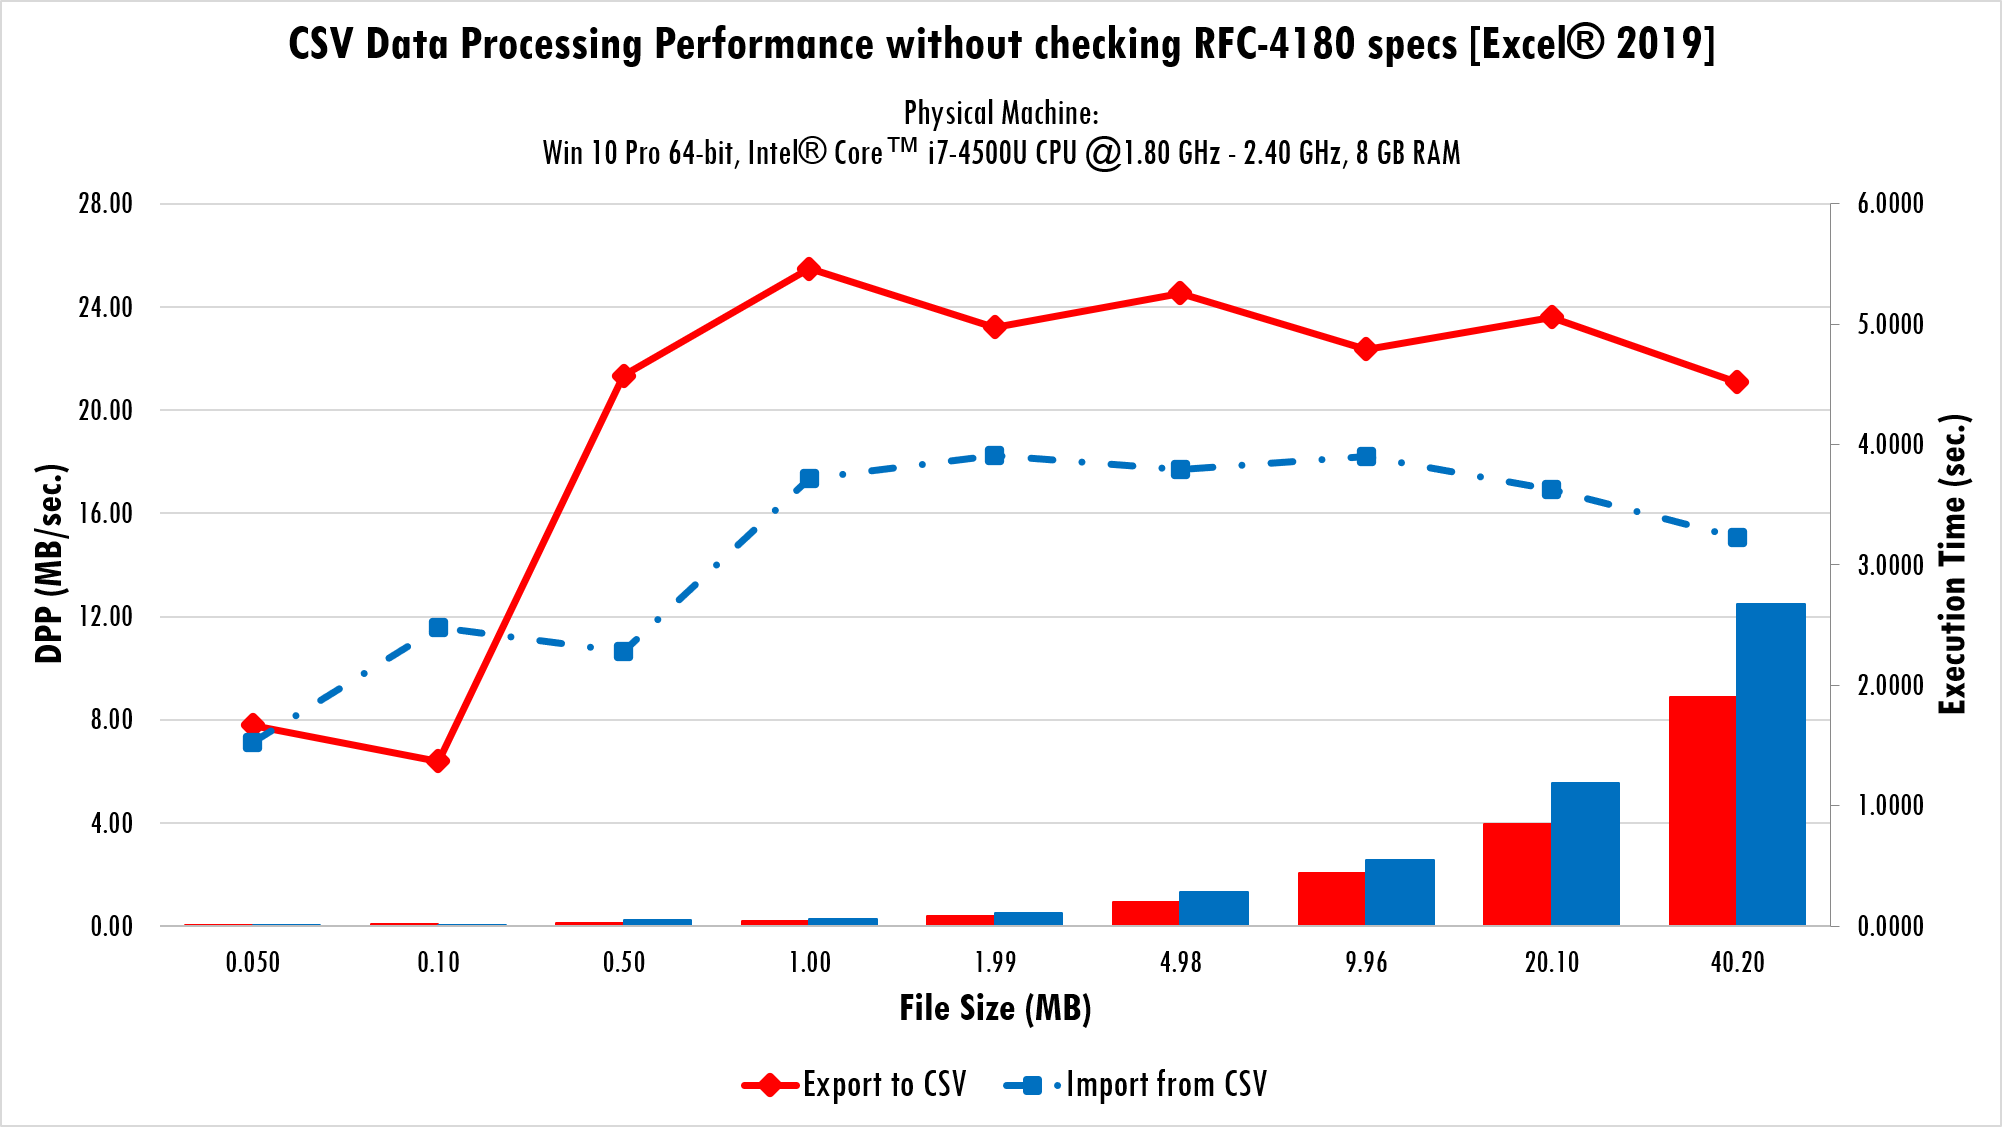 CSV Data Processing Performance without checking RFC-4180 specs [Excel® 2019]
Physical Machine:
Win 10 Pro 64-bit, Intel® Core™ i7-4500U CPU @1.80 GHz - 2.40 GHz, 8 GB RAM
28.00
24.00
20.00
16.00
12.00
8.00
4.00
0.00
DPP (MB/sec.)
6.0000
5.0000
4.0000
3.0000
2.0000
1.0000
0.0000
Execution Time (sec.)
0.050 0.10 0.50 1.00 1.99 4.98 9.96 20.10 40.20
File Size (MB)
Export to CSV Import from CSV